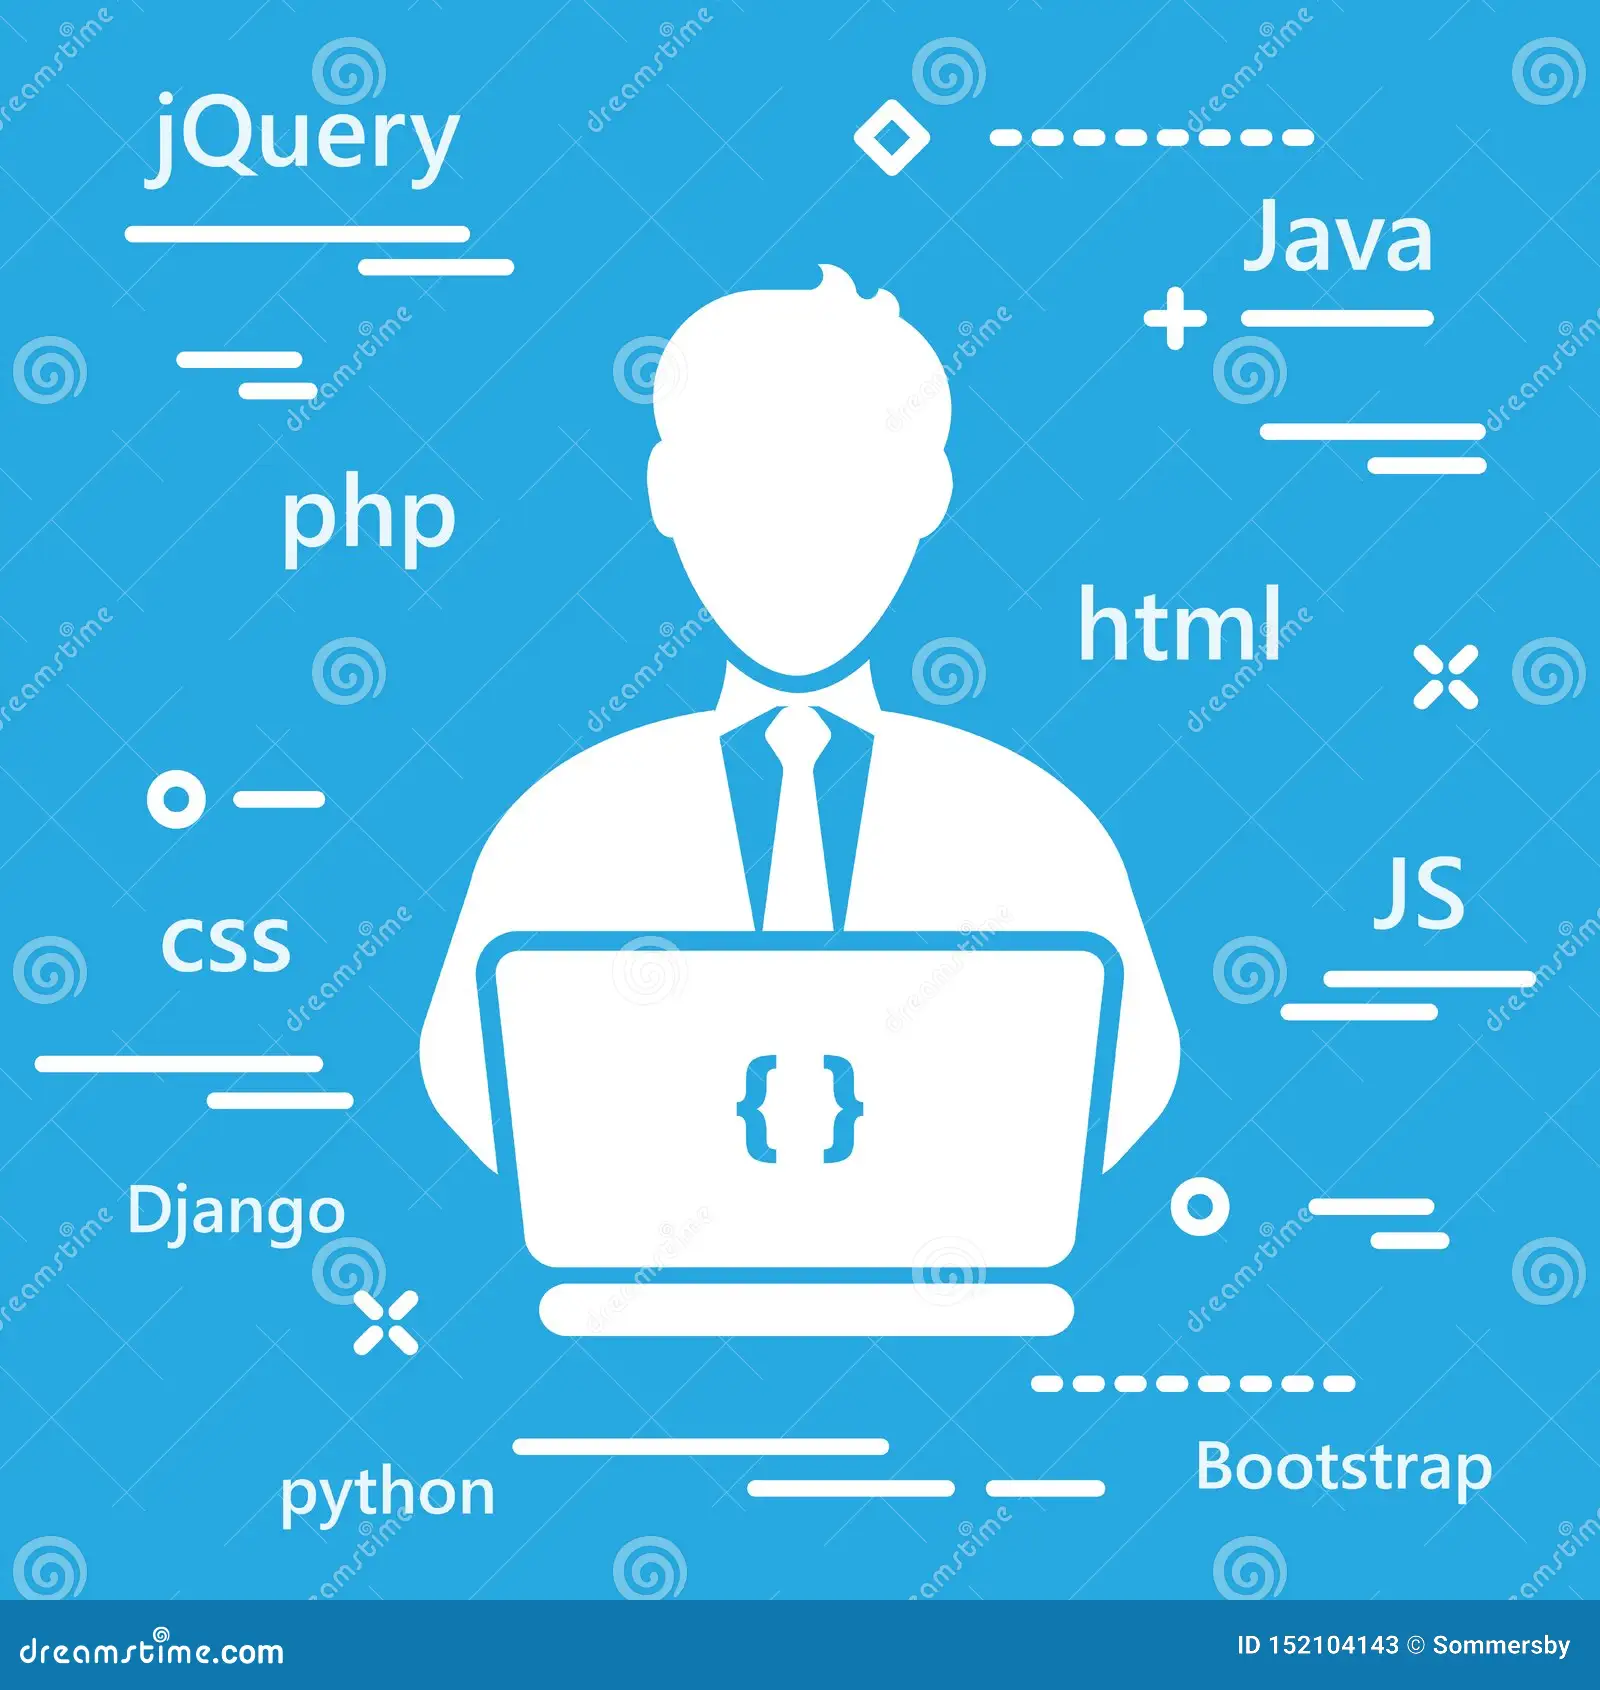 jQuery
Java
php
html
JS
css
{ }
Django
Bootstrap
python
dreamstime.com
ID 152104143 © Sommersby